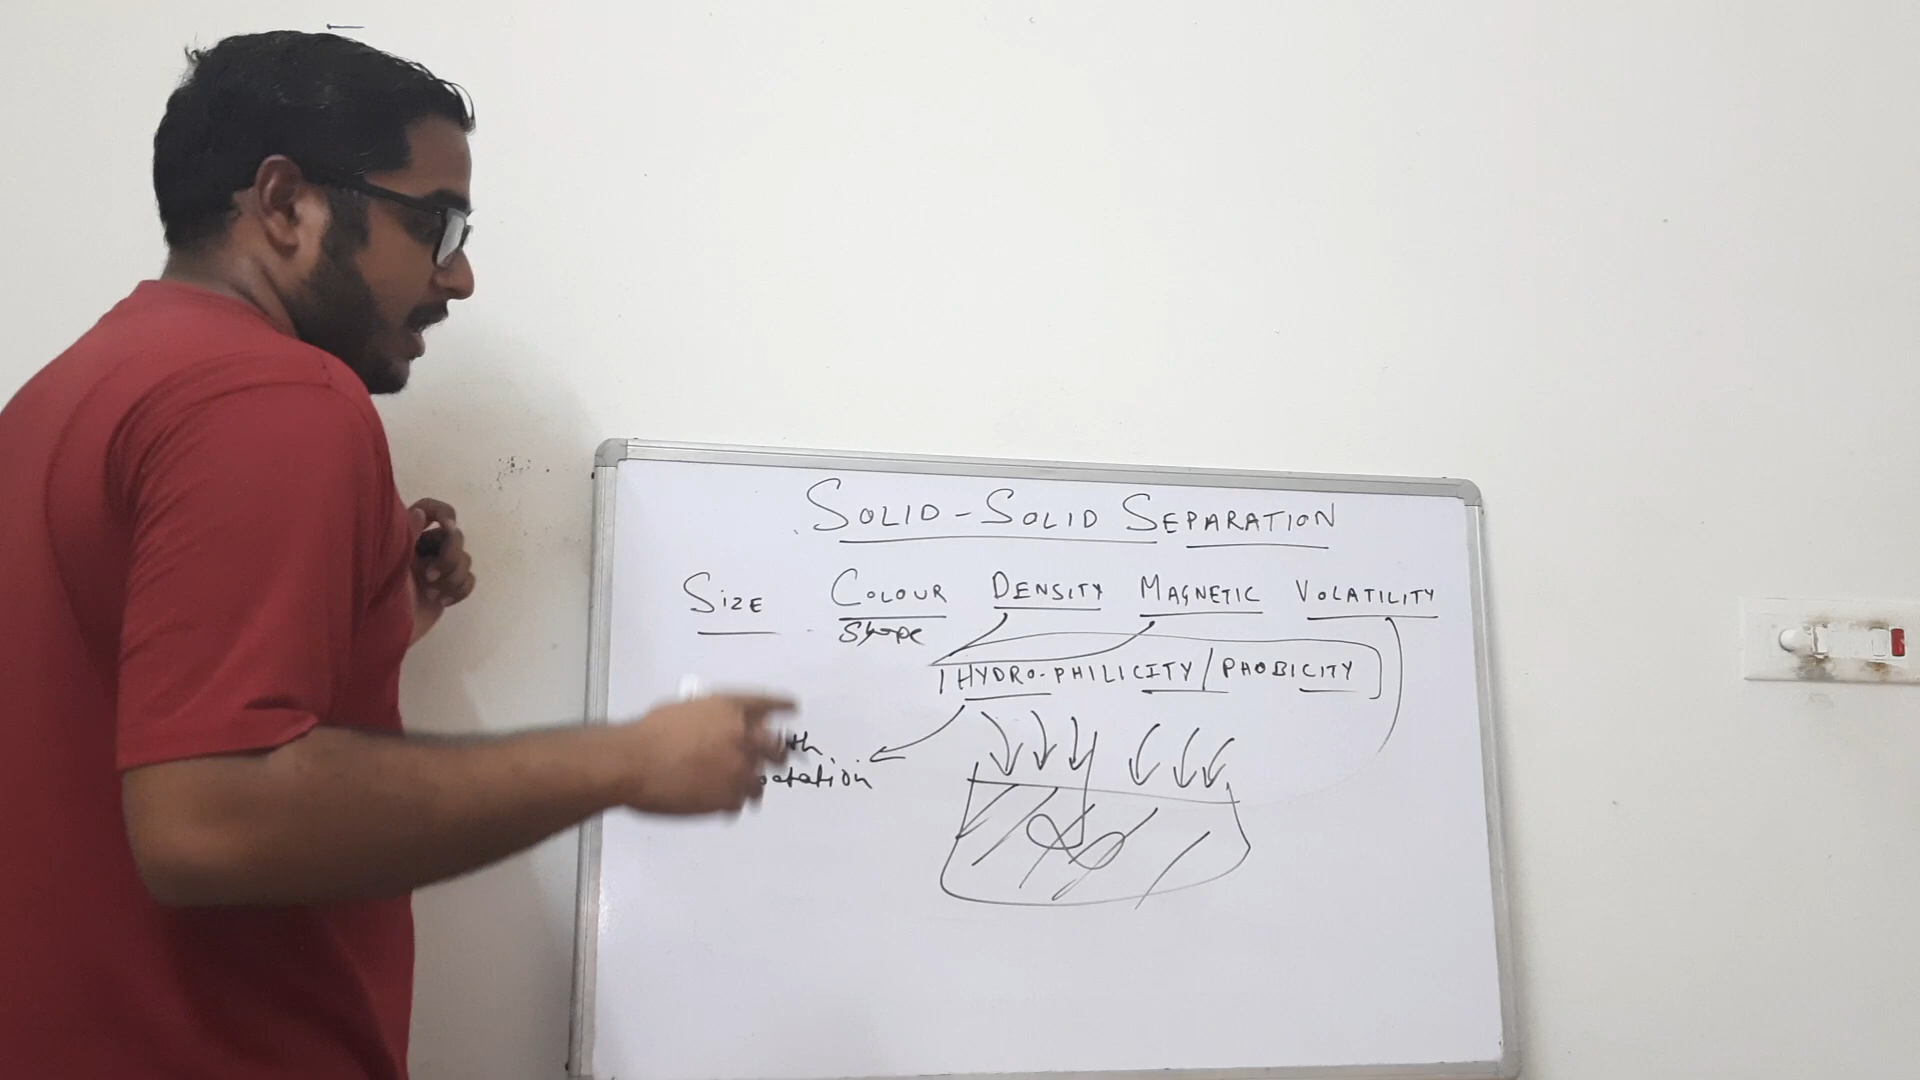 SOLID-SOLID SEPARATION
SIZE COLOUR DENSITY MAGNETIC VOLATILITY
Shape
HYDRO-PHILICITY/PHOBICITY